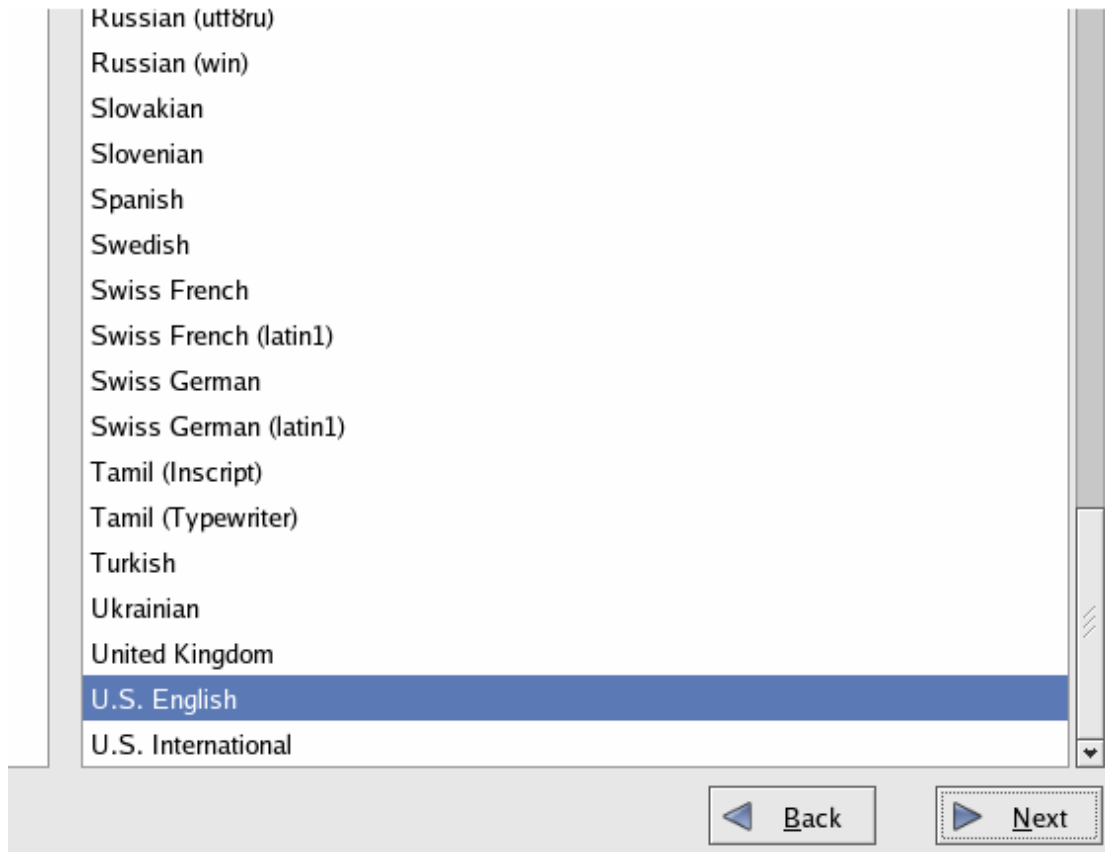 Russian (utf8ru)
Russian (win)
Slovakian
Slovenian
Spanish
Swedish
Swiss French
Swiss French (latin1)
Swiss German
Swiss German (latin1)
Tamil (Inscript)
Tamil (Typewriter)
Turkish
Ukrainian
United Kingdom
U.S. English
U.S. International
Back
Next